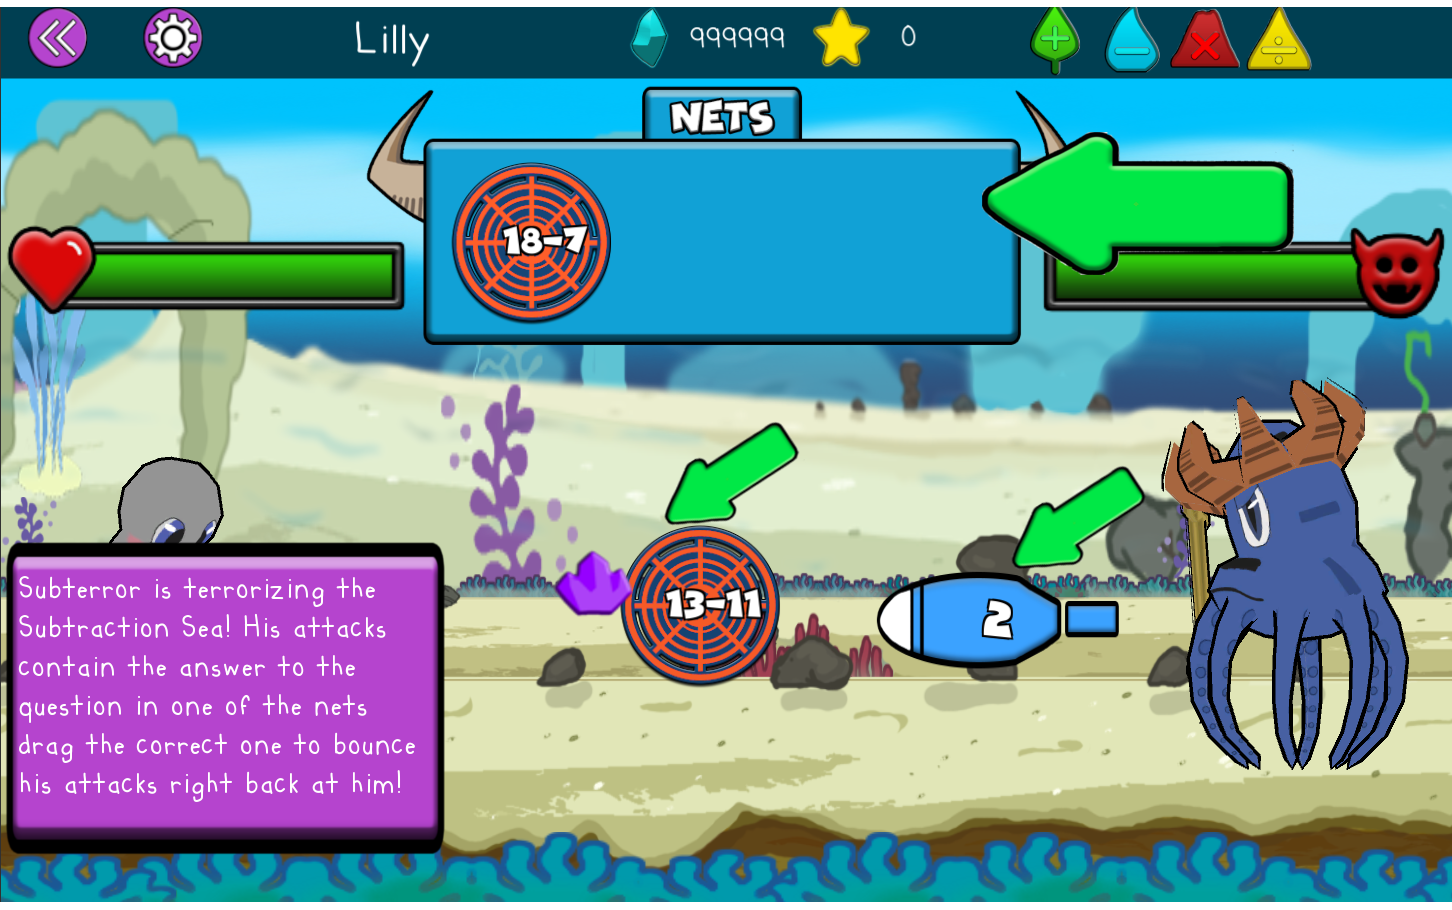 Lilly
999999
0
NETS
18-7
13-11
2
Subterror is terrorizing the
Subtraction Sea! His attacks
contain the answer to the
question in one of the nets
drag the correct one to bounce
his attacks right back at him!